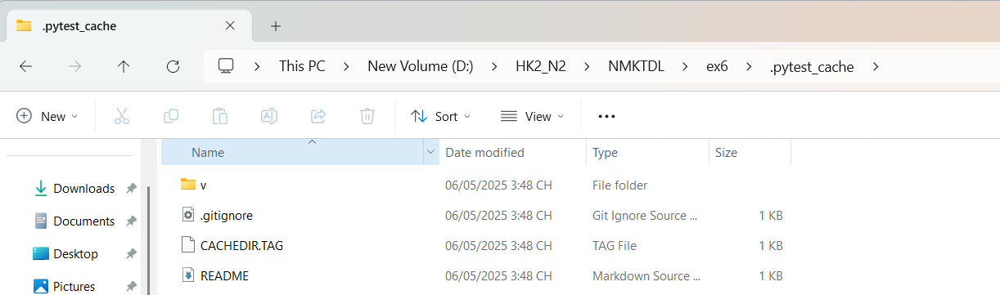 .pytest_cache
This PC New Volume (D:) HK2_N2 NMKTDL ex6 .pytest_cache
New Sort View
Name Date modified Type Size
Downloads
Documents
Desktop
Pictures
v 06/05/2025 3:48 CH File folder
.gitignore 06/05/2025 3:48 CH Git Ignore Source ... 1 KB
CACHEDIR.TAG 06/05/2025 3:48 CH TAG File 1 KB
README 06/05/2025 3:48 CH Markdown Source ... 1 KB